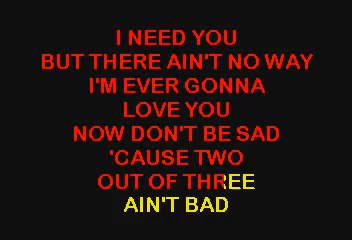 I NEED YOU
BUT THERE AIN'T NO WAY
I'M EVER GONNA
LOVE YOU
NOW DON'T BE SAD
'CAUSE TWO
OUT OF THREE
AIN'T BAD